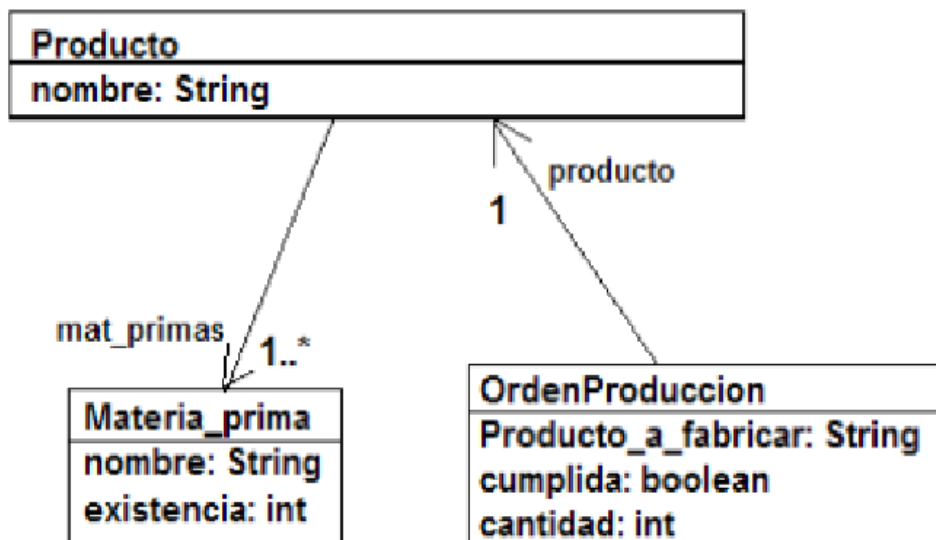 Producto
nombre: String
producto
1
mat_primas
1..*
Materia_prima
nombre: String
existencia: int
OrdenProduccion
Producto_a_fabricar: String
cumplida: boolean
cantidad: int